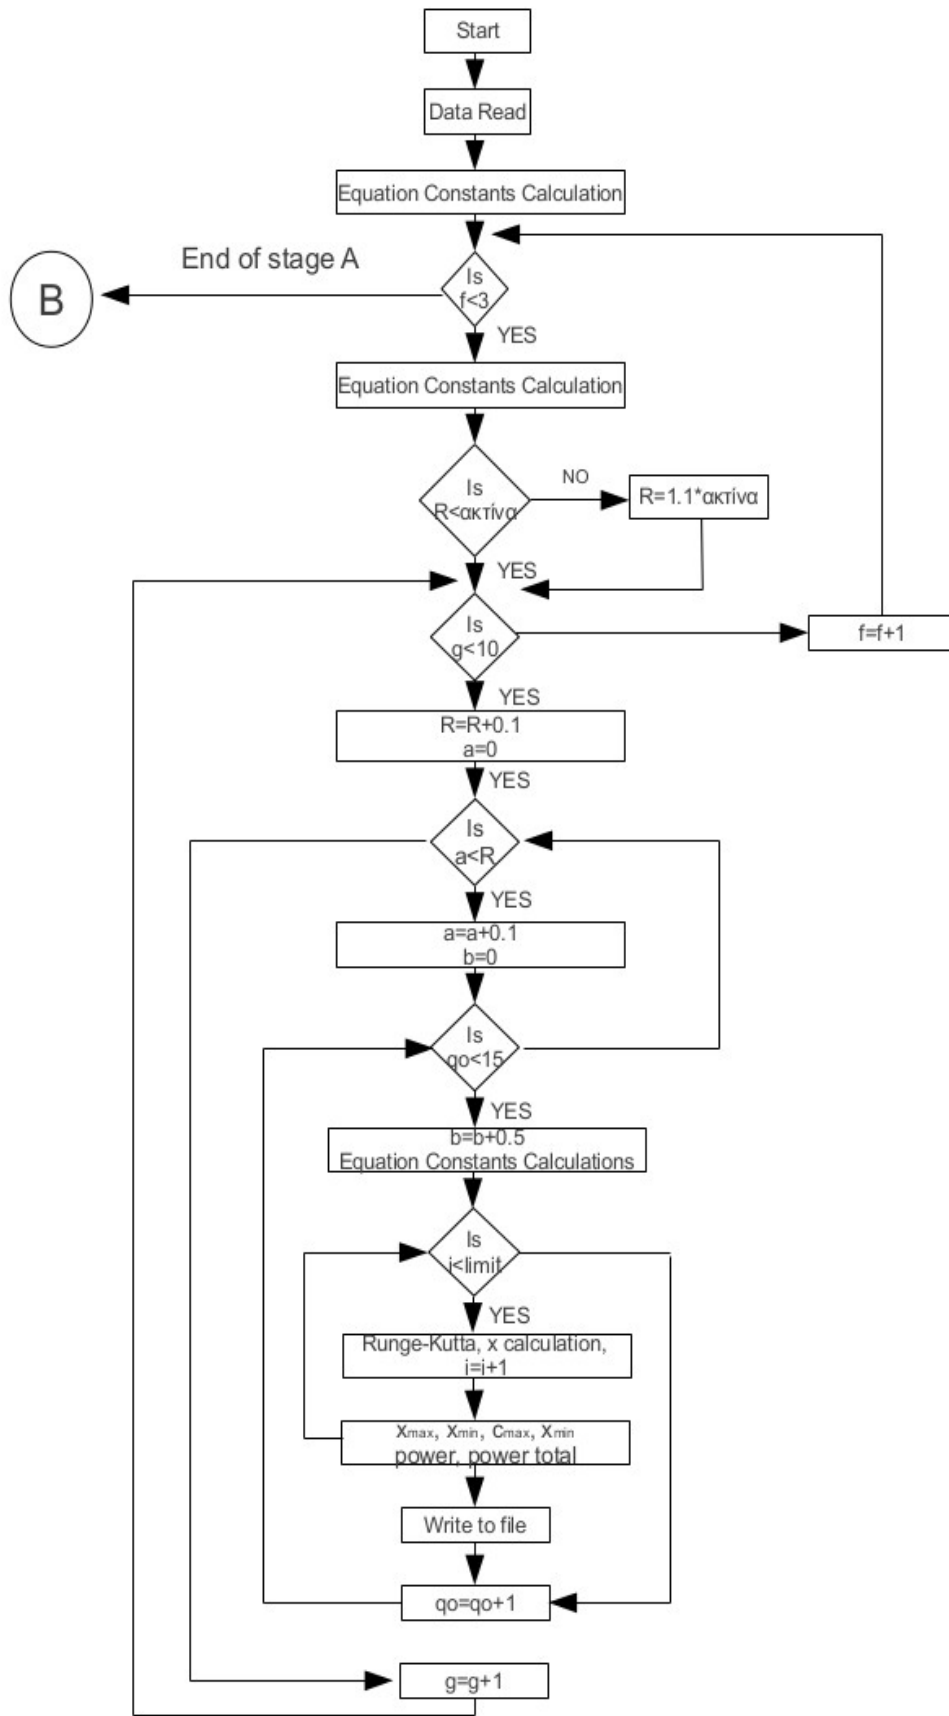 Start
Data Read
Equation Constants Calculation
End of stage A
B
Is
f<3
YES
Equation Constants Calculation
Is
R<ακτίνα
NO
R=1.1*ακτίνα
YES
Is
g<10
f=f+1
YES
R=R+0.1
a=0
YES
Is
a<R
YES
a=a+0.1
b=0
Is
qo<15
YES
b=b+0.5
Equation Constants Calculations
Is
i<limit
YES
Runge-Kutta, x calculation,
i=i+1
xmax, xmin, cmax, xmin
power, power total
Write to file
qo=qo+1
g=g+1